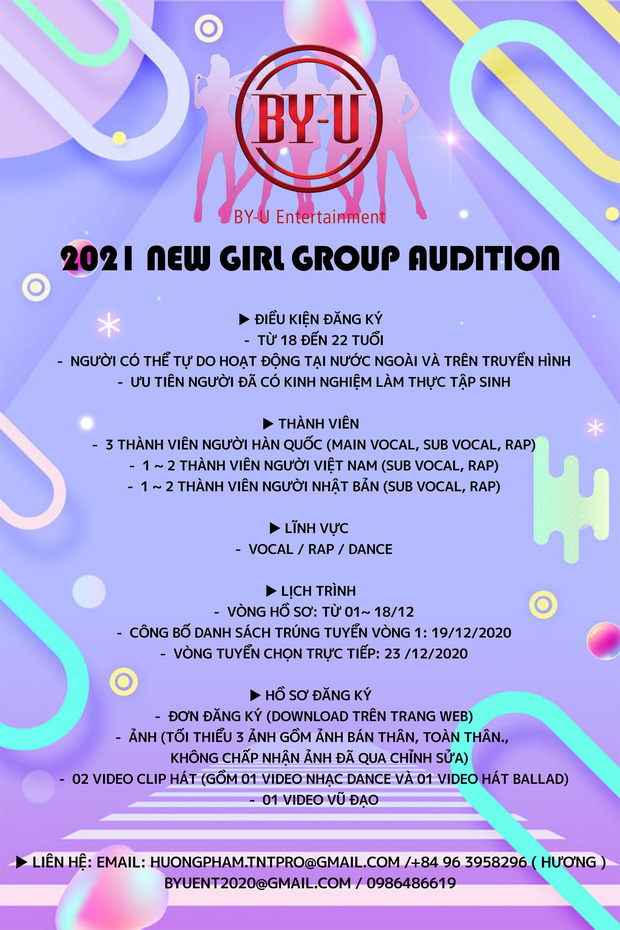 BY-U
BY-U Entertainment
2021 NEW GIRL GROUP AUDITION
▶ ĐIỀU KIỆN ĐĂNG KÝ
- TỪ 18 ĐẾN 22 TUỔI
- NGƯỜI CÓ THỂ TỰ DO HOẠT ĐỘNG TẠI NƯỚC NGOÀI VÀ TRÊN TRUYỀN HÌNH
- ƯU TIÊN NGƯỜI ĐÃ CÓ KINH NGHIỆM LÀM THỰC TẬP SINH
▶ THÀNH VIÊN
- 3 THÀNH VIÊN NGƯỜI HÀN QUỐC (MAIN VOCAL, SUB VOCAL, RAP)
- 1 ~ 2 THÀNH VIÊN NGƯỜI VIỆT NAM (SUB VOCAL, RAP)
- 1 ~ 2 THÀNH VIÊN NGƯỜI NHẬT BẢN (SUB VOCAL, RAP)
▶ LĨNH VỰC
- VOCAL / RAP / DANCE
▶ LỊCH TRÌNH
- VÒNG HỒ SƠ: TỪ 01~ 18/12
- CÔNG BỐ DANH SÁCH TRÚNG TUYỂN VÒNG 1: 19/12/2020
- VÒNG TUYỂN CHỌN TRỰC TIẾP: 23 /12/2020
▶ HỒ SƠ ĐĂNG KÝ
- ĐƠN ĐĂNG KÝ (DOWNLOAD TRÊN TRANG WEB)
- ẢNH (TỐI THIỂU 3 ẢNH GỒM ẢNH BÁN THÂN, TOÀN THÂN.,
KHÔNG CHẤP NHẬN ẢNH ĐÃ QUA CHỈNH SỬA)
- 02 VIDEO CLIP HÁT (GỒM 01 VIDEO NHẠC DANCE VÀ 01 VIDEO HÁT BALLAD)
- 01 VIDEO VŨ ĐẠO
▶ LIÊN HỆ: EMAIL: HUONGPHAM.TNTPRO@GMAIL.COM /+84 96 3958296 ( HƯƠNG )
BYUENT2020@GMAIL.COM / 0986486619